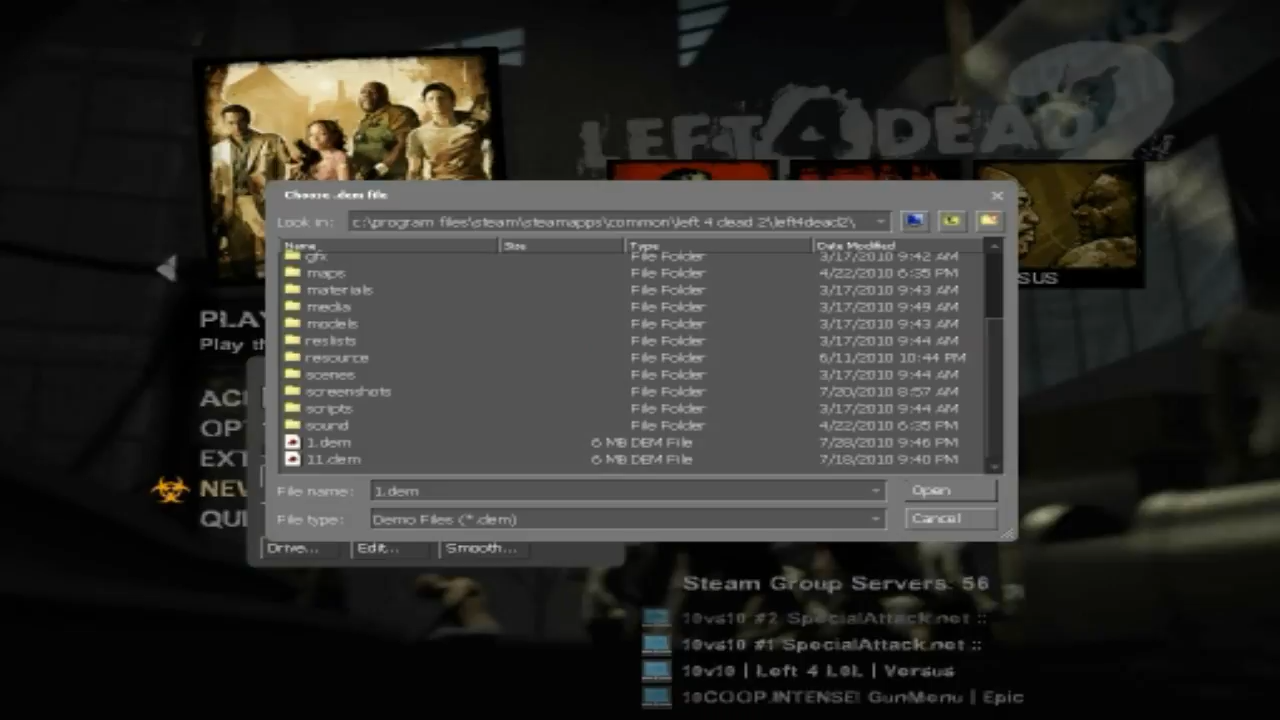 LEFT 4 DEAD 2
Choose .dem file
Look in: c:\program files\steam\steamapps\common\left 4 dead 2\left4dead2\
Name Size Type Date Modified
gfx File Folder 3/17/2010 9:42 AM
maps File Folder 4/22/2010 6:35 PM
materials File Folder 3/17/2010 9:43 AM
media File Folder 3/17/2010 9:49 AM
models File Folder 3/17/2010 9:43 AM
reslists File Folder 3/17/2010 9:44 AM
resource File Folder 6/11/2010 10:44 PM
scenes File Folder 3/17/2010 9:44 AM
screenshots File Folder 7/20/2010 8:57 AM
scripts File Folder 3/17/2010 9:44 AM
sound File Folder 4/22/2010 6:35 PM
1.dem 6 MB DEM File 7/28/2010 9:46 PM
11.dem 6 MB DEM File 7/18/2010 9:40 PM
File name: 1.dem Open
File type: Demo Files (*.dem) Cancel
Drive... Edit... Smooth...
SUS
PLA
Play th
AC
OP
EXT
NEW
QU
Steam Group Servers: 56
10vs10 #2 SpecialAttack.net ::
10vs10 #1 SpecialAttack.net ::
10v10 | Left 4 LOL | Versus
10COOP.INTENSE! GunMenu | Epic